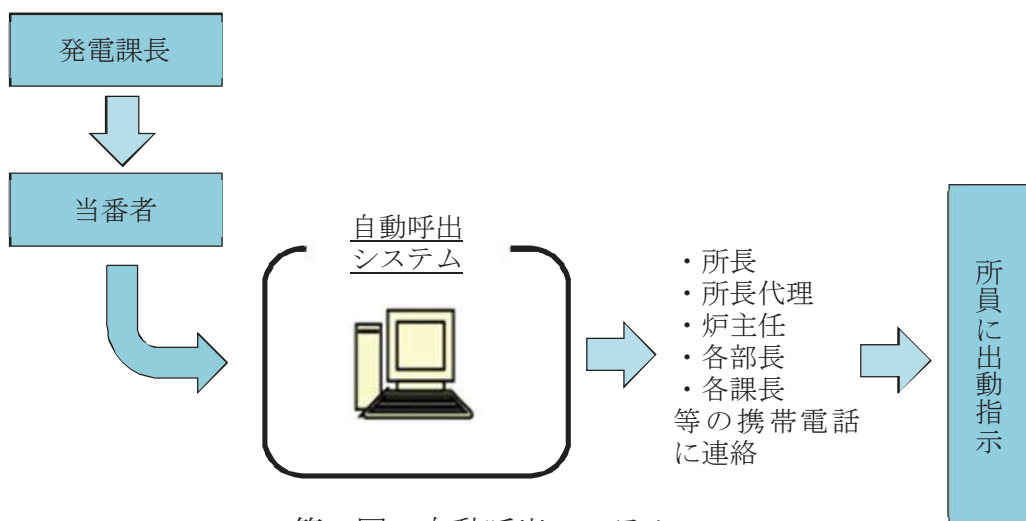 発電課長
当番者
自動呼出
システム
・所長
・所長代理
・炉主任
・各部長
・各課長
等の携帯電話
に連絡
所員に出動指示